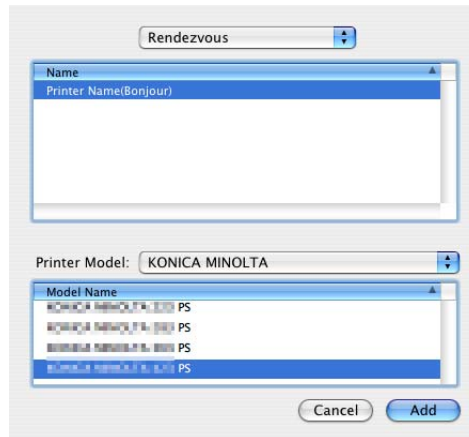 Rendezvous
Name
Printer Name(Bonjour)
Printer Model: KONICA MINOLTA
Model Name
PS
PS
PS
PS
Cancel Add